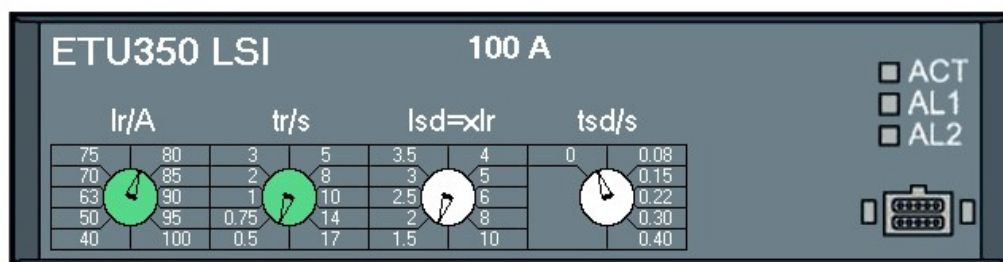 ETU350 LSI 100 A
ACT
AL1
AL2
Ir/A tr/s Isd=xIr tsd/s
75 80 3 5 3.5 4 0 0.08
70 85 2 8 3 5 0.15
63 90 1 10 2.5 6 0.22
50 95 0.75 14 2 8 0.30
40 100 0.5 17 1.5 10 0.40